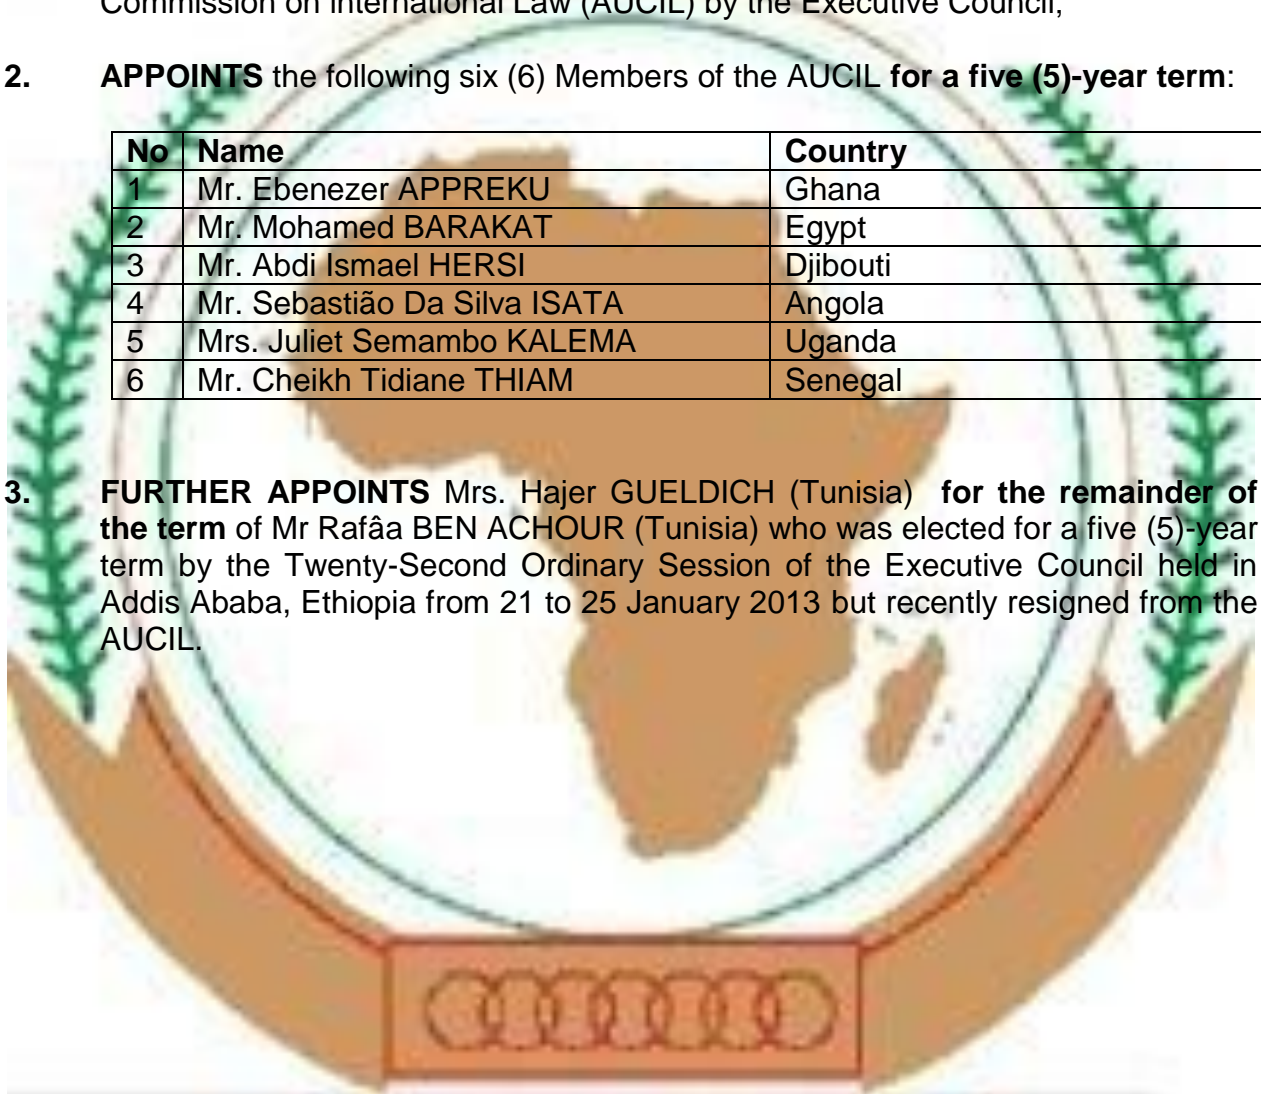 Commission on International Law (AUCIL) by the Executive Council;
2. APPOINTS the following six (6) Members of the AUCIL for a five (5)-year term:
No Name Country
1 Mr. Ebenezer APPREKU Ghana
2 Mr. Mohamed BARAKAT Egypt
3 Mr. Abdi Ismael HERSI Djibouti
4 Mr. Sebastião Da Silva ISATA Angola
5 Mrs. Juliet Semambo KALEMA Uganda
6 Mr. Cheikh Tidiane THIAM Senegal
3. FURTHER APPOINTS Mrs. Hajer GUELDICH (Tunisia) for the remainder of
the term of Mr Rafâa BEN ACHOUR (Tunisia) who was elected for a five (5)-year
term by the Twenty-Second Ordinary Session of the Executive Council held in
Addis Ababa, Ethiopia from 21 to 25 January 2013 but recently resigned from the
AUCIL.